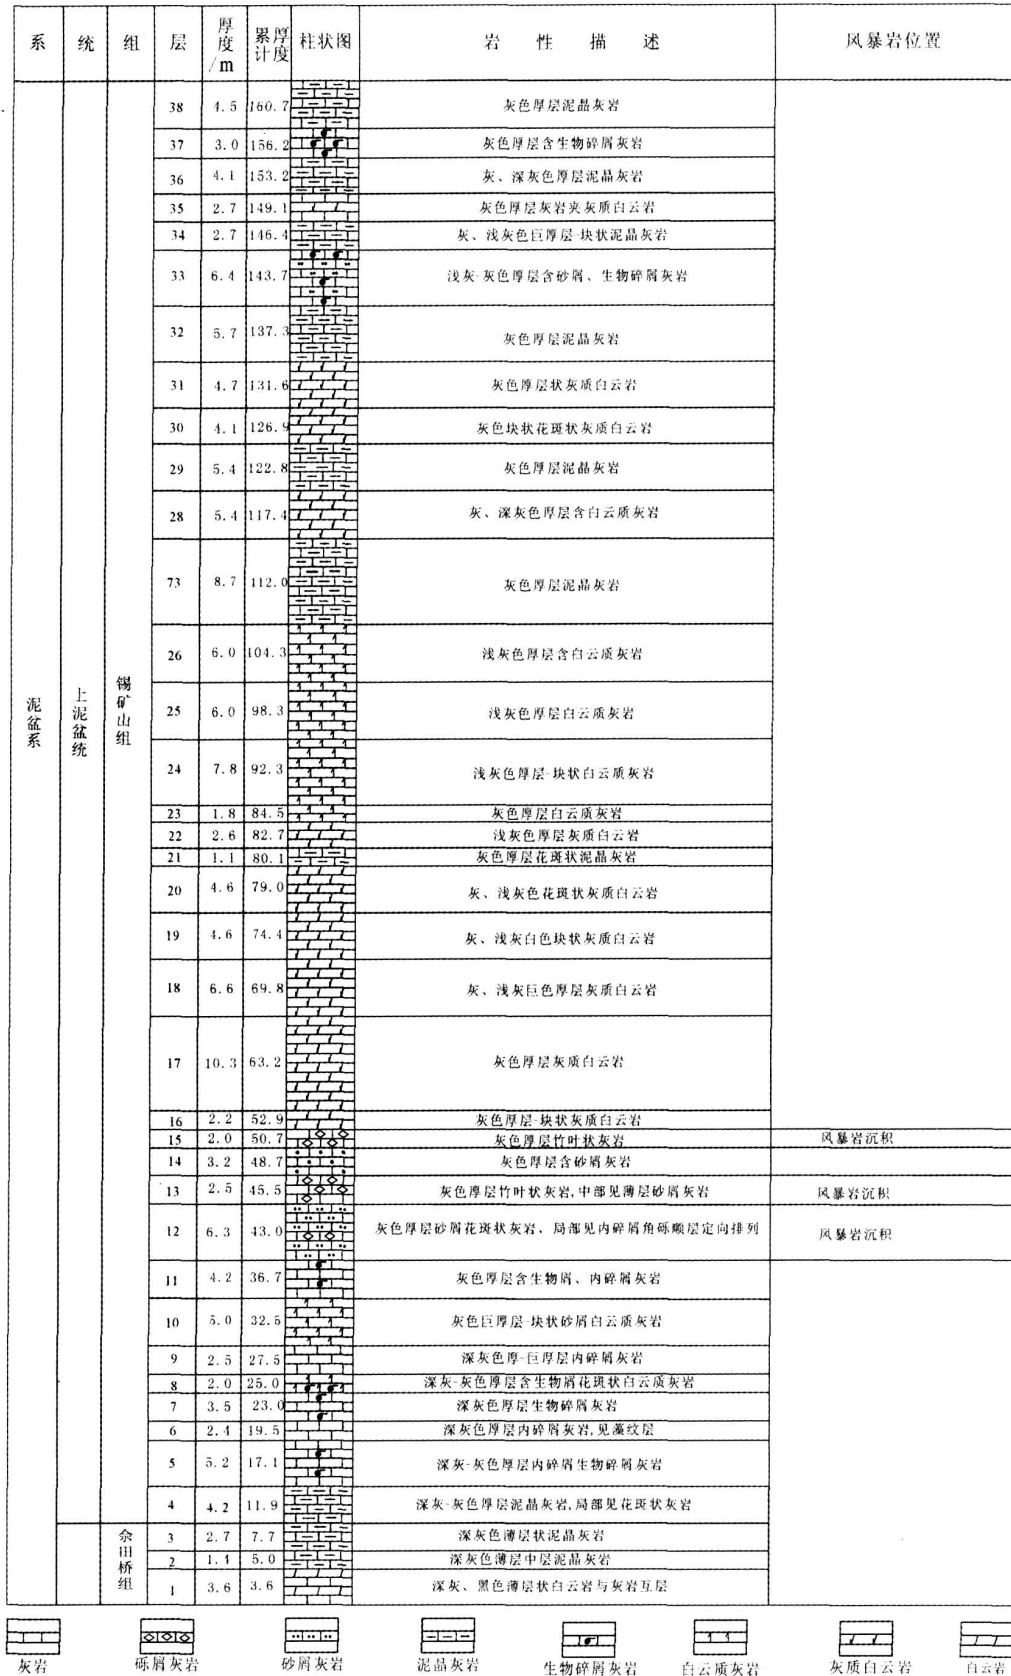 系 统 组 层 厚度/m 累计厚度 柱状图 岩性描述 风暴岩位置
38 4.5 160.7 灰色厚层泥晶灰岩
37 3.0 156.2 灰色厚层含生物碎屑灰岩
36 4.1 153.2 灰、深灰色厚层泥晶灰岩
35 2.7 149.1 灰色厚层灰岩夹灰质白云岩
34 2.7 146.4 灰、浅灰色巨厚层-块状泥晶灰岩
33 6.4 143.7 浅灰-灰色厚层含砂屑、生物碎屑灰岩
32 5.7 137.3 灰色厚层泥晶灰岩
31 4.7 131.6 灰色厚层状灰质白云岩
30 4.1 126.9 灰色块状花斑状灰质白云岩
29 5.4 122.8 灰色厚层泥晶灰岩
28 5.4 117.4 灰、深灰色厚层含白云质灰岩
73 8.7 112.0 灰色厚层泥晶灰岩
26 6.0 104.3 浅灰色厚层含白云质灰岩
泥盆系 上泥盆统 锡矿山组
25 6.0 98.3 浅灰色厚层白云质灰岩
24 7.8 92.3 浅灰色厚层-块状白云质灰岩
23 1.8 84.5 灰色厚层白云质灰岩
22 2.6 82.7 浅灰色厚层灰质白云岩
21 1.1 80.1 灰色厚层花斑状泥晶灰岩
20 4.6 79.0 灰、浅灰色花斑状灰质白云岩
19 4.6 74.4 灰、浅灰白色块状灰质白云岩
18 6.6 69.8 灰、浅灰巨色厚层灰质白云岩
17 10.3 63.2 灰色厚层灰质白云岩
16 2.2 52.9 灰色厚层-块状灰质白云岩
15 2.0 50.7 灰色厚层竹叶状灰岩 风暴岩沉积
14 3.2 48.7 灰色厚层含砂屑灰岩
13 2.5 45.5 灰色厚层竹叶状灰岩,中部见薄层砂屑灰岩 风暴岩沉积
12 6.3 43.0 灰色厚层砂屑花斑状灰岩、局部见内碎屑角砾顺层定向排列 风暴岩沉积
11 4.2 36.7 灰色厚层含生物屑、内碎屑灰岩
10 5.0 32.5 灰色巨厚层-块状砂屑白云质灰岩
9 2.5 27.5 深灰色厚-巨厚层内碎屑灰岩
8 2.0 25.0 深灰-灰色厚层含生物屑花斑状白云质灰岩
7 3.5 23.0 深灰色厚层生物碎屑灰岩
6 2.4 19.5 深灰色厚层内碎屑灰岩,见藻纹层
5 5.2 17.1 深灰-灰色厚层内碎屑生物碎屑灰岩
4 4.2 11.9 深灰-灰色厚层泥晶灰岩,局部见花斑状灰岩
佘田桥组
3 2.7 7.7 深灰色薄层状泥晶灰岩
2 1.4 5.0 深灰色薄层中层泥晶灰岩
1 3.6 3.6 深灰、黑色薄层状白云岩与灰岩互层
灰岩 砾屑灰岩 砂屑灰岩 泥晶灰岩 生物碎屑灰岩 白云质灰岩 灰质白云岩 白云岩